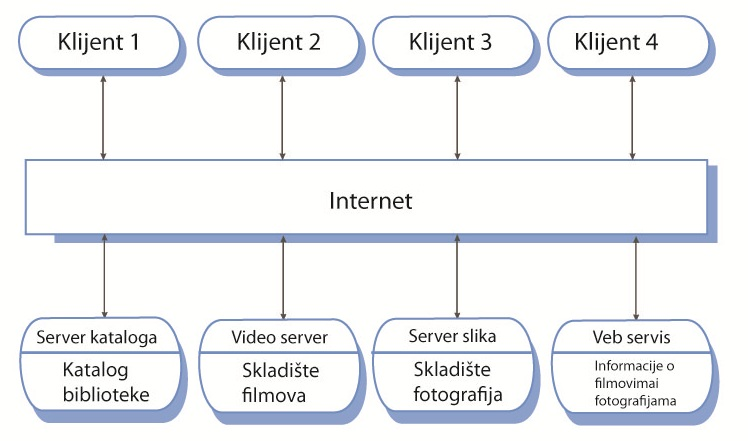 Klijent 1
Klijent 2
Klijent 3
Klijent 4
Internet
Server kataloga
Katalog
biblioteke
Video server
Skladište
filmova
Server slika
Skladište
fotografija
Veb servis
Informacije o
filmovimai
fotografijama